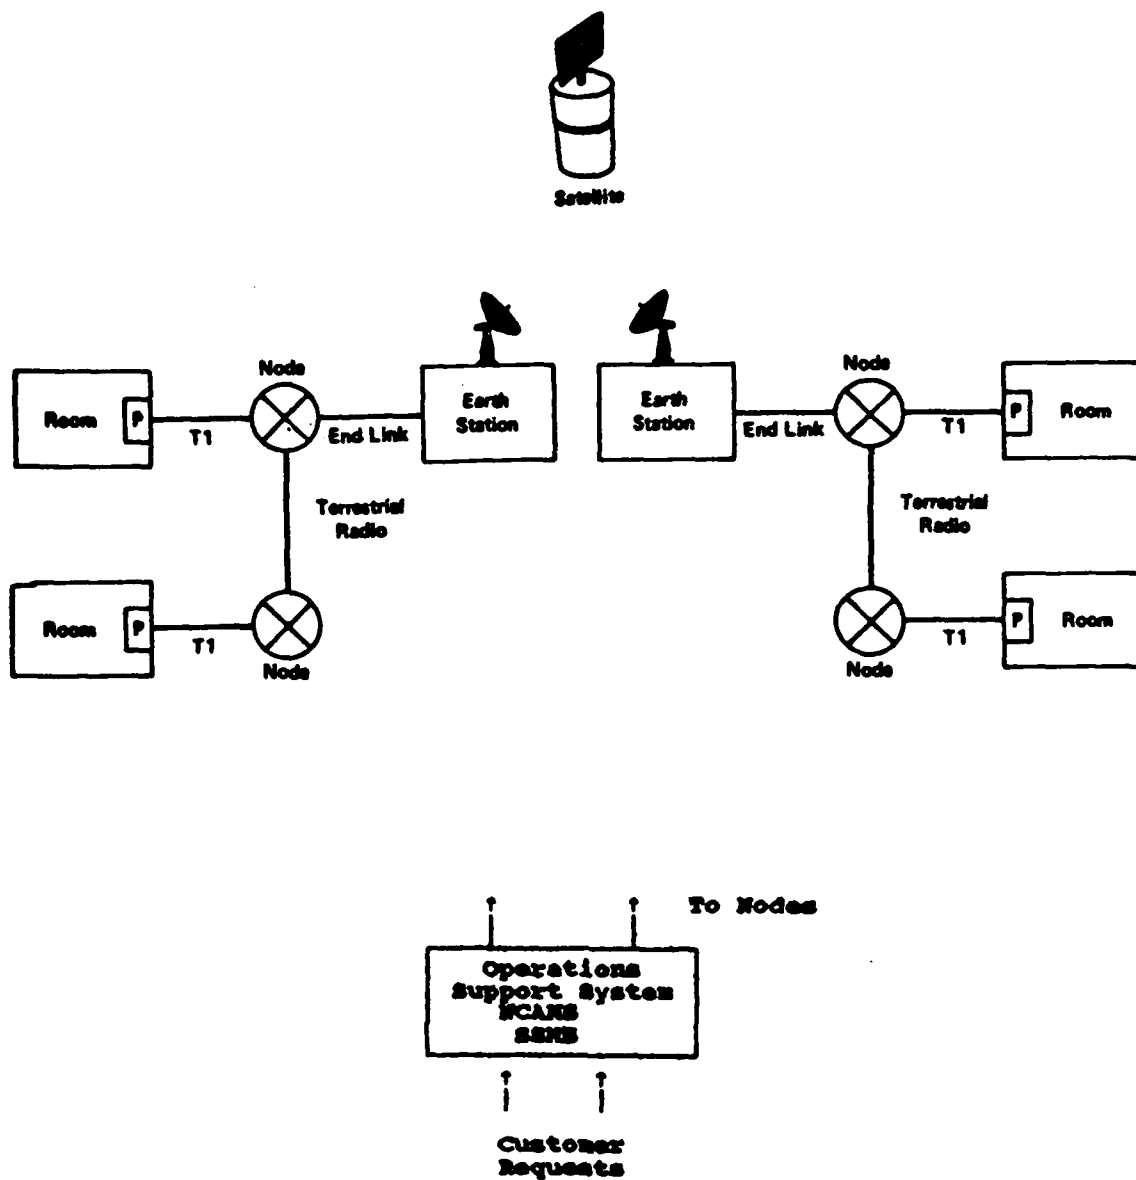 Satellite
Node
Node
Room
P
T1
End Link
Earth
Station
Earth
Station
End Link
T1
P
Room
Terrestrial
Radio
Terrestrial
Radio
Room
P
T1
Node
Node
T1
P
Room
To Nodes
Operations
Support System
NCAMS
Customer
Requests